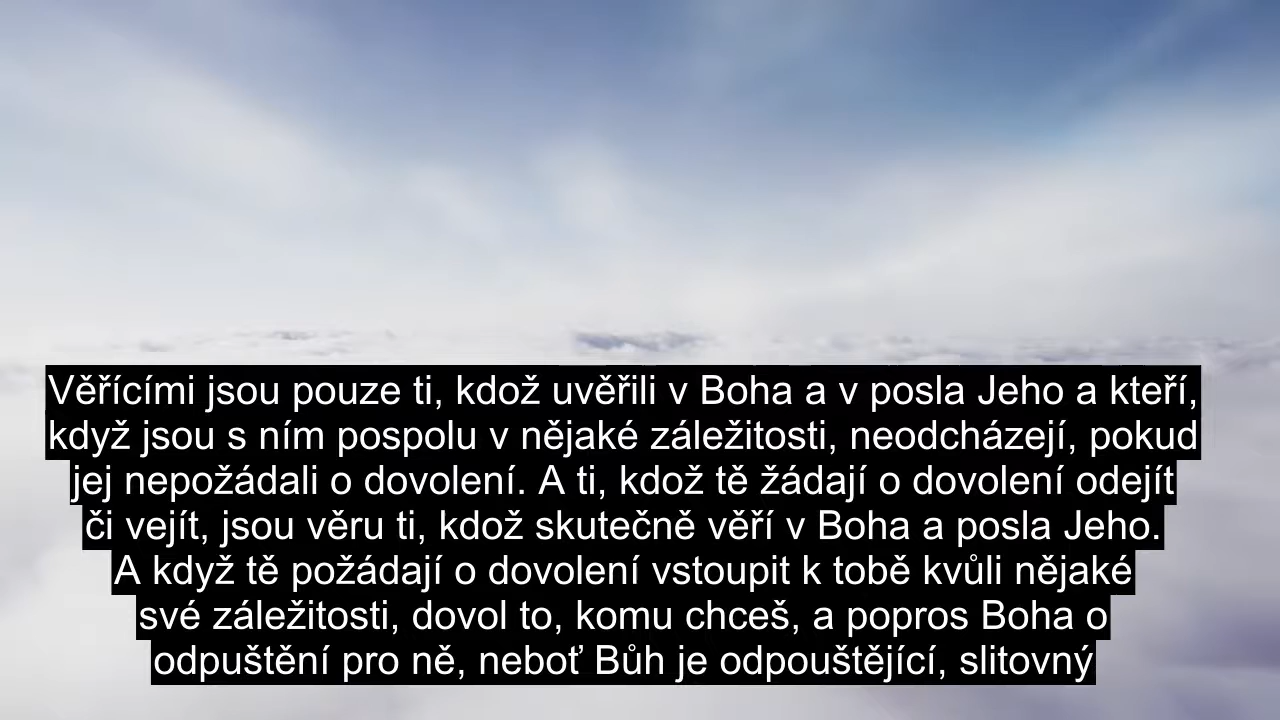 Věřícími jsou pouze ti, kdož uvěřili v Boha a v posla Jeho a kteří,
když jsou s ním pospolu v nějaké záležitosti, neodcházejí, pokud
jej nepožádali o dovolení. A ti, kdož tě žádají o dovolení odejít
či vejít, jsou věru ti, kdož skutečně věří v Boha a posla Jeho.
A když tě požádají o dovolení vstoupit k tobě kvůli nějaké
své záležitosti, dovol to, komu chceš, a popros Boha o
odpuštění pro ně, neboť Bůh je odpouštějící, slitovný